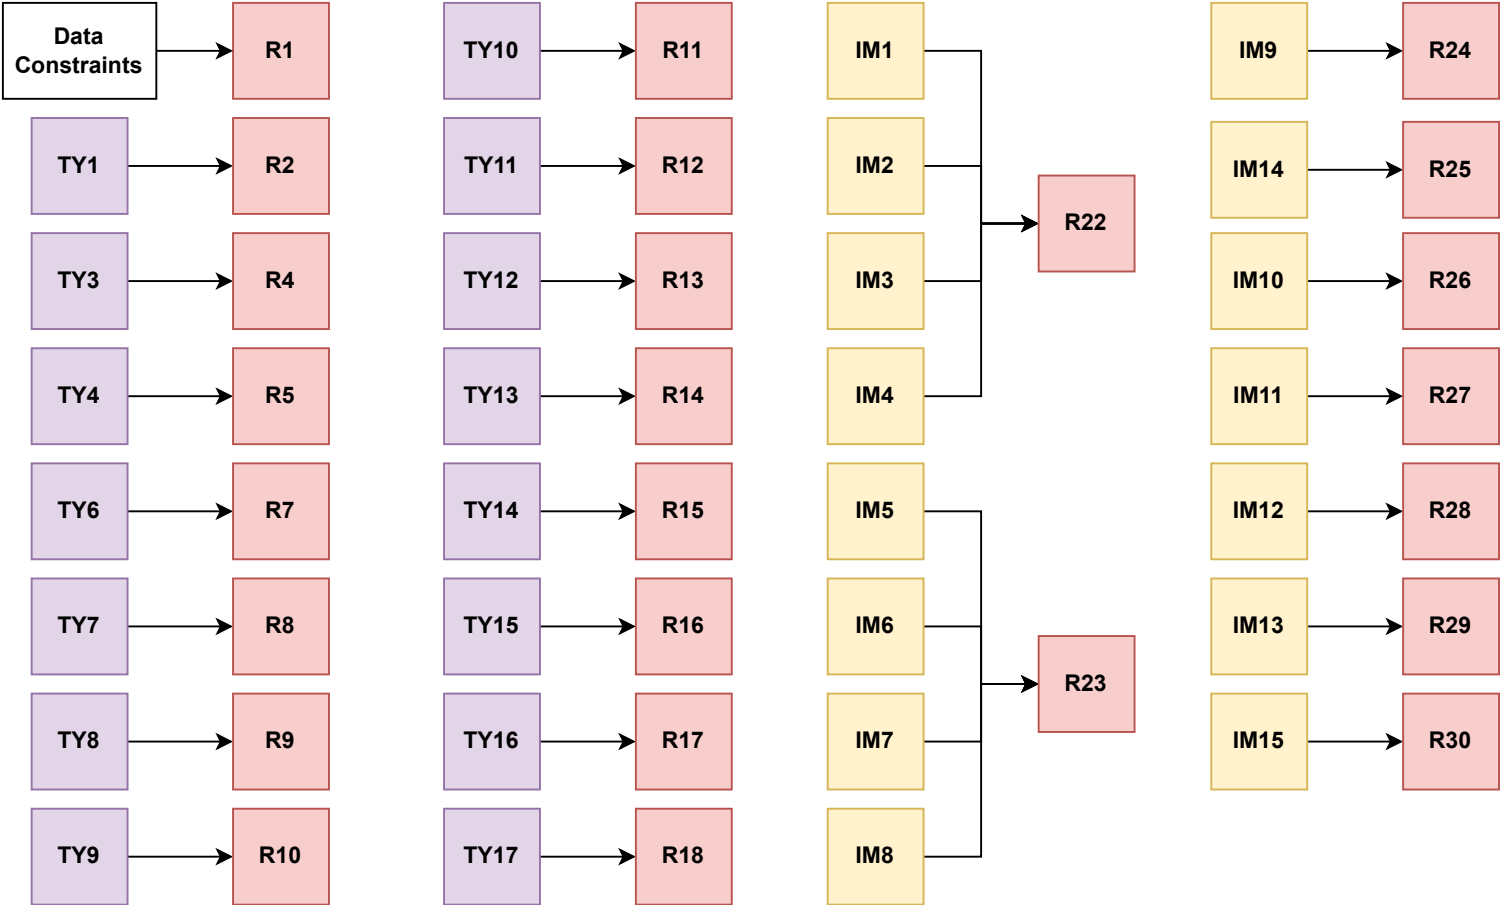 Data
Constraints
R1
TY1
R2
TY3
R4
TY4
R5
TY6
R7
TY7
R8
TY8
R9
TY9
R10
TY10
R11
TY11
R12
TY12
R13
TY13
R14
TY14
R15
TY15
R16
TY16
R17
TY17
R18
IM1
IM2
IM3
IM4
R22
IM5
IM6
IM7
IM8
R23
IM9
R24
IM14
R25
IM10
R26
IM11
R27
IM12
R28
IM13
R29
IM15
R30